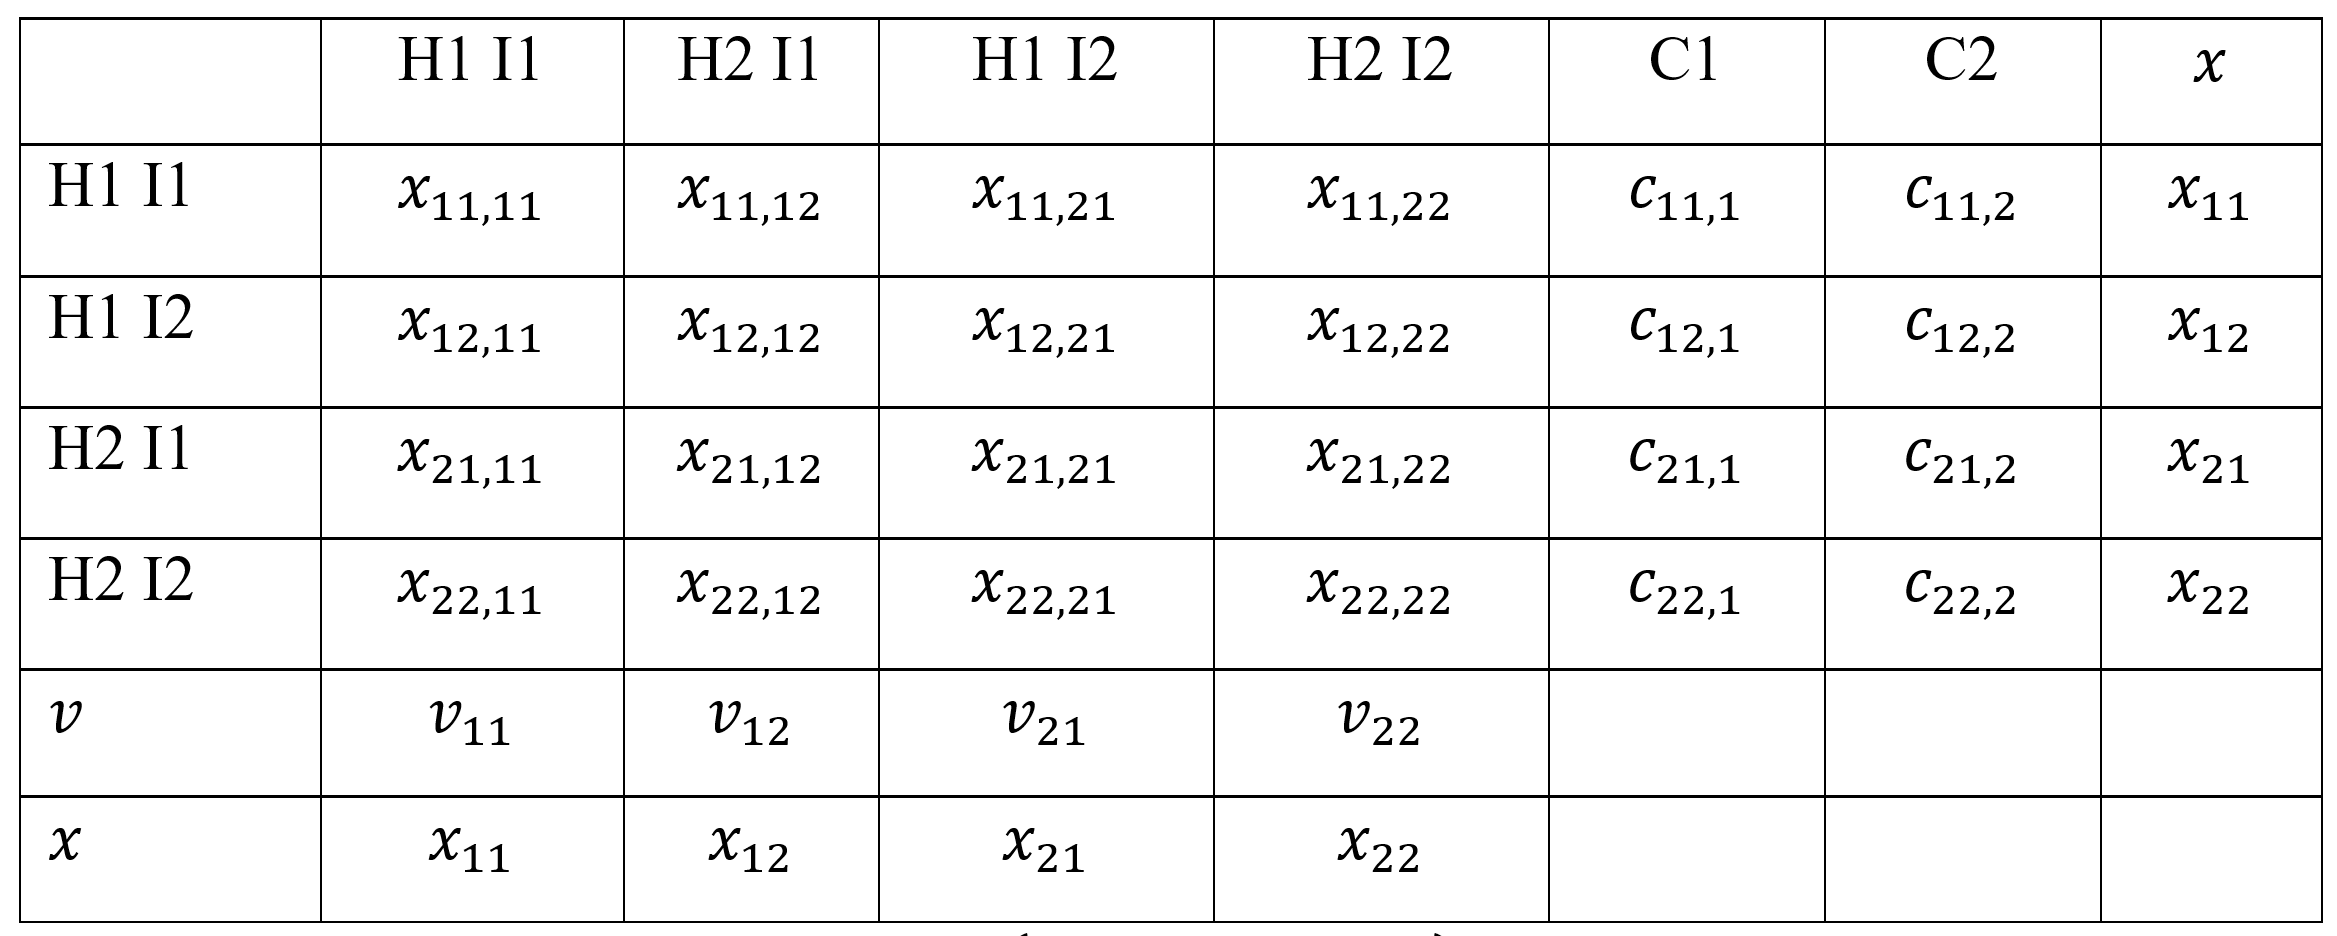 H1 I1 H2 I1 H1 I2 H2 I2 C1 C2 x
H1 I1 x₁₁,₁₁ x₁₁,₁₂ x₁₁,₂₁ x₁₁,₂₂ c₁₁,₁ c₁₁,₂ x₁₁
H1 I2 x₁₂,₁₁ x₁₂,₁₂ x₁₂,₂₁ x₁₂,₂₂ c₁₂,₁ c₁₂,₂ x₁₂
H2 I1 x₂₁,₁₁ x₂₁,₁₂ x₂₁,₂₁ x₂₁,₂₂ c₂₁,₁ c₂₁,₂ x₂₁
H2 I2 x₂₂,₁₁ x₂₂,₁₂ x₂₂,₂₁ x₂₂,₂₂ c₂₂,₁ c₂₂,₂ x₂₂
v v₁₁ v₁₂ v₂₁ v₂₂
x x₁₁ x₁₂ x₂₁ x₂₂